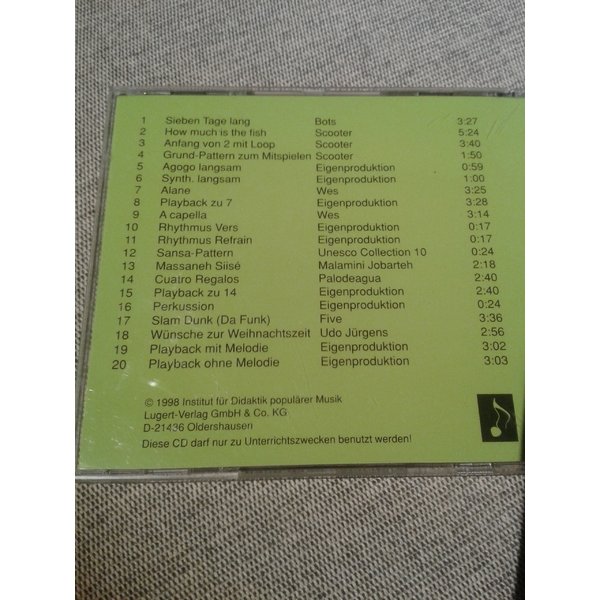 1 Sieben Tage lang Bots 3:27
2 How much is the fish Scooter 5:24
3 Anfang von 2 mit Loop Scooter 3:40
4 Grund-Pattern zum Mitspielen Scooter 1:50
5 Agogo langsam Eigenproduktion 0:59
6 Synth. langsam Eigenproduktion 1:00
7 Alane Wes 3:25
8 Playback zu 7 Eigenproduktion 3:28
9 A capella Wes 3:14
10 Rhythmus Vers Eigenproduktion 0:17
11 Rhythmus Refrain Eigenproduktion 0:17
12 Sansa-Pattern Unesco Collection 10 0:24
13 Massaneh Siisé Malamini Jobarteh 2:18
14 Cuatro Regalos Palodeagua 2:40
15 Playback zu 14 Eigenproduktion 2:40
16 Perkussion Eigenproduktion 0:24
17 Slam Dunk (Da Funk) Five 3:36
18 Wünsche zur Weihnachtszeit Udo Jürgens 2:56
19 Playback mit Melodie Eigenproduktion 3:02
20 Playback ohne Melodie Eigenproduktion 3:03
© 1998 Institut für Didaktik populärer Musik
Lugert-Verlag GmbH & Co. KG
D-21436 Oldershausen
Diese CD darf nur zu Unterrichtszwecken benutzt werden!